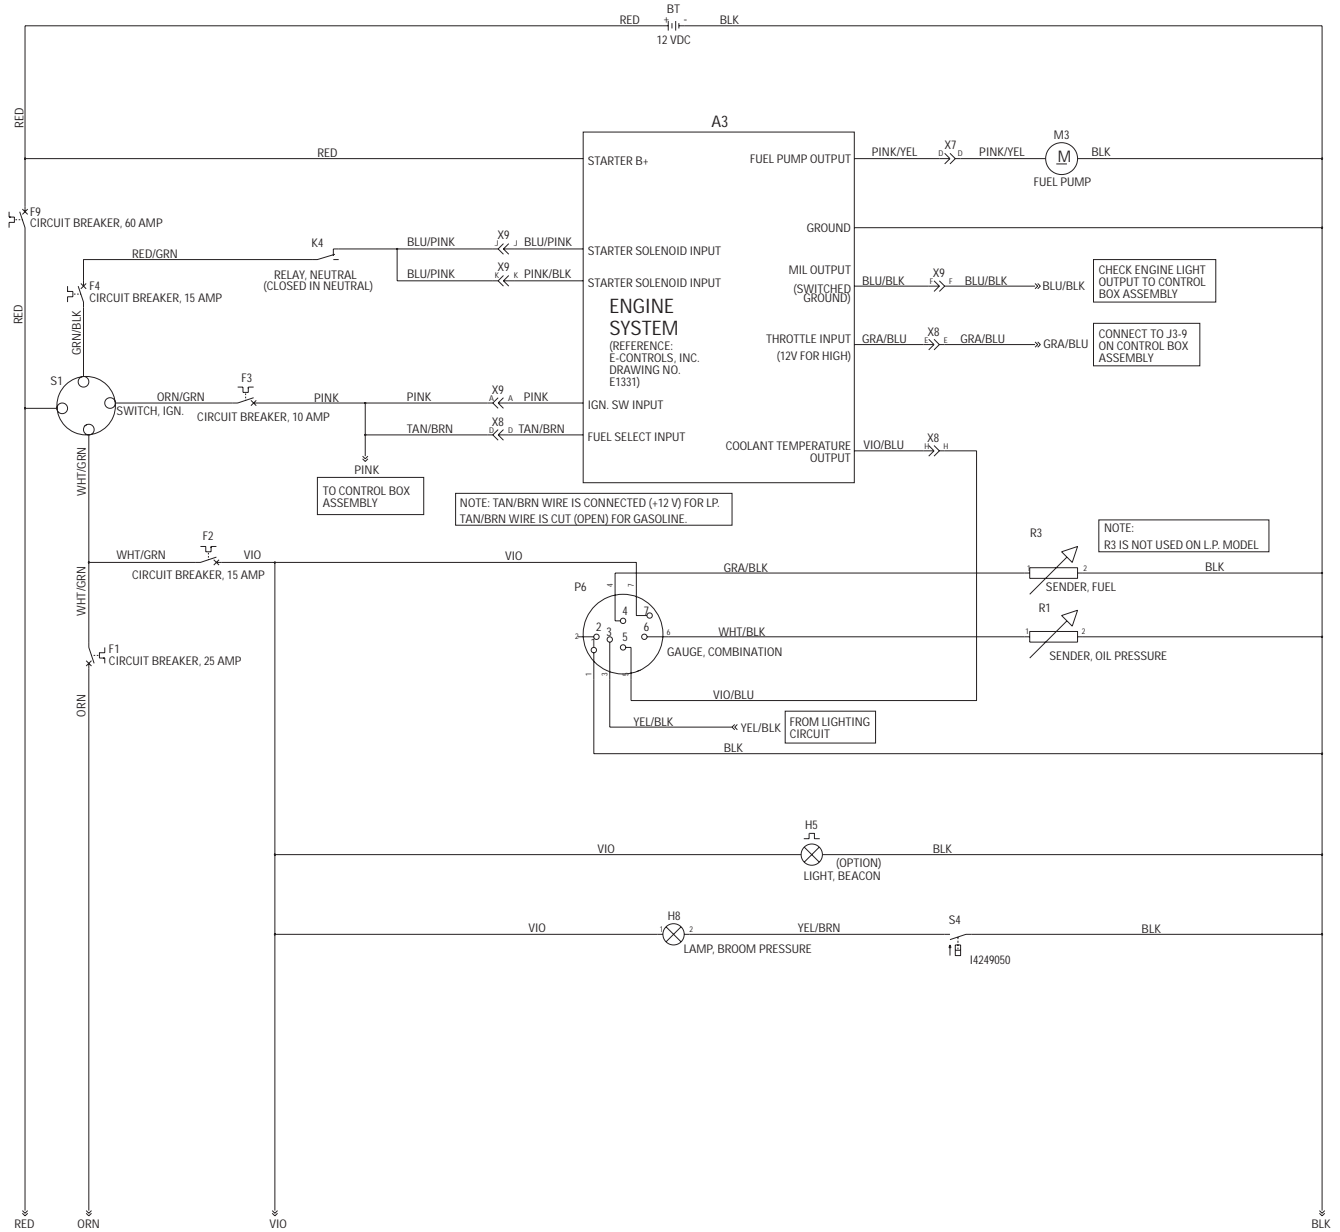 BT
RED + - BLK
12 VDC
RED
A3
M3
RED
STARTER B+
FUEL PUMP OUTPUT
PINK/YEL
X7
D D
PINK/YEL
M
BLK
FUEL PUMP
F9
CIRCUIT BREAKER, 60 AMP
GROUND
K4
RED/GRN
RELAY, NEUTRAL
(CLOSED IN NEUTRAL)
BLU/PINK
X9
J J
BLU/PINK
STARTER SOLENOID INPUT
BLU/PINK
X9
K K
PINK/BLK
STARTER SOLENOID INPUT
MIL OUTPUT
(SWITCHED
GROUND)
BLU/BLK
X9
F F
BLU/BLK
BLU/BLK
CHECK ENGINE LIGHT
OUTPUT TO CONTROL
BOX ASSEMBLY
F4
CIRCUIT BREAKER, 15 AMP
RED
GRN/BLK
ENGINE
SYSTEM
(REFERENCE:
E-CONTROLS, INC.
DRAWING NO.
E1331)
THROTTLE INPUT
(12V FOR HIGH)
GRA/BLU
X8
E E
GRA/BLU
GRA/BLU
CONNECT TO J3-9
ON CONTROL BOX
ASSEMBLY
S1
SWITCH, IGN.
ORN/GRN
F3
CIRCUIT BREAKER, 10 AMP
PINK
PINK
X9
A A
PINK
IGN. SW INPUT
TAN/BRN
X8
D D
TAN/BRN
FUEL SELECT INPUT
COOLANT TEMPERATURE
OUTPUT
VIO/BLU
X8
H H
PINK
TO CONTROL BOX
ASSEMBLY
NOTE: TAN/BRN WIRE IS CONNECTED (+12 V) FOR LP.
TAN/BRN WIRE IS CUT (OPEN) FOR GASOLINE.
WHT/GRN
WHT/GRN
F2
VIO
CIRCUIT BREAKER, 15 AMP
VIO
R3
NOTE:
R3 IS NOT USED ON L.P. MODEL
GRA/BLK
1 2
BLK
SENDER, FUEL
WHT/GRN
P6
4 7
4 7
2 3 5 6
2 6
1 3 5
WHT/BLK
GAUGE, COMBINATION
R1
1 2
SENDER, OIL PRESSURE
F1
CIRCUIT BREAKER, 25 AMP
ORN
VIO/BLU
YEL/BLK
YEL/BLK
FROM LIGHTING
CIRCUIT
BLK
VIO
H5
BLK
(OPTION)
LIGHT, BEACON
VIO
H8
1 2
LAMP, BROOM PRESSURE
YEL/BRN
S4
I4249050
BLK
RED
ORN
VIO
BLK